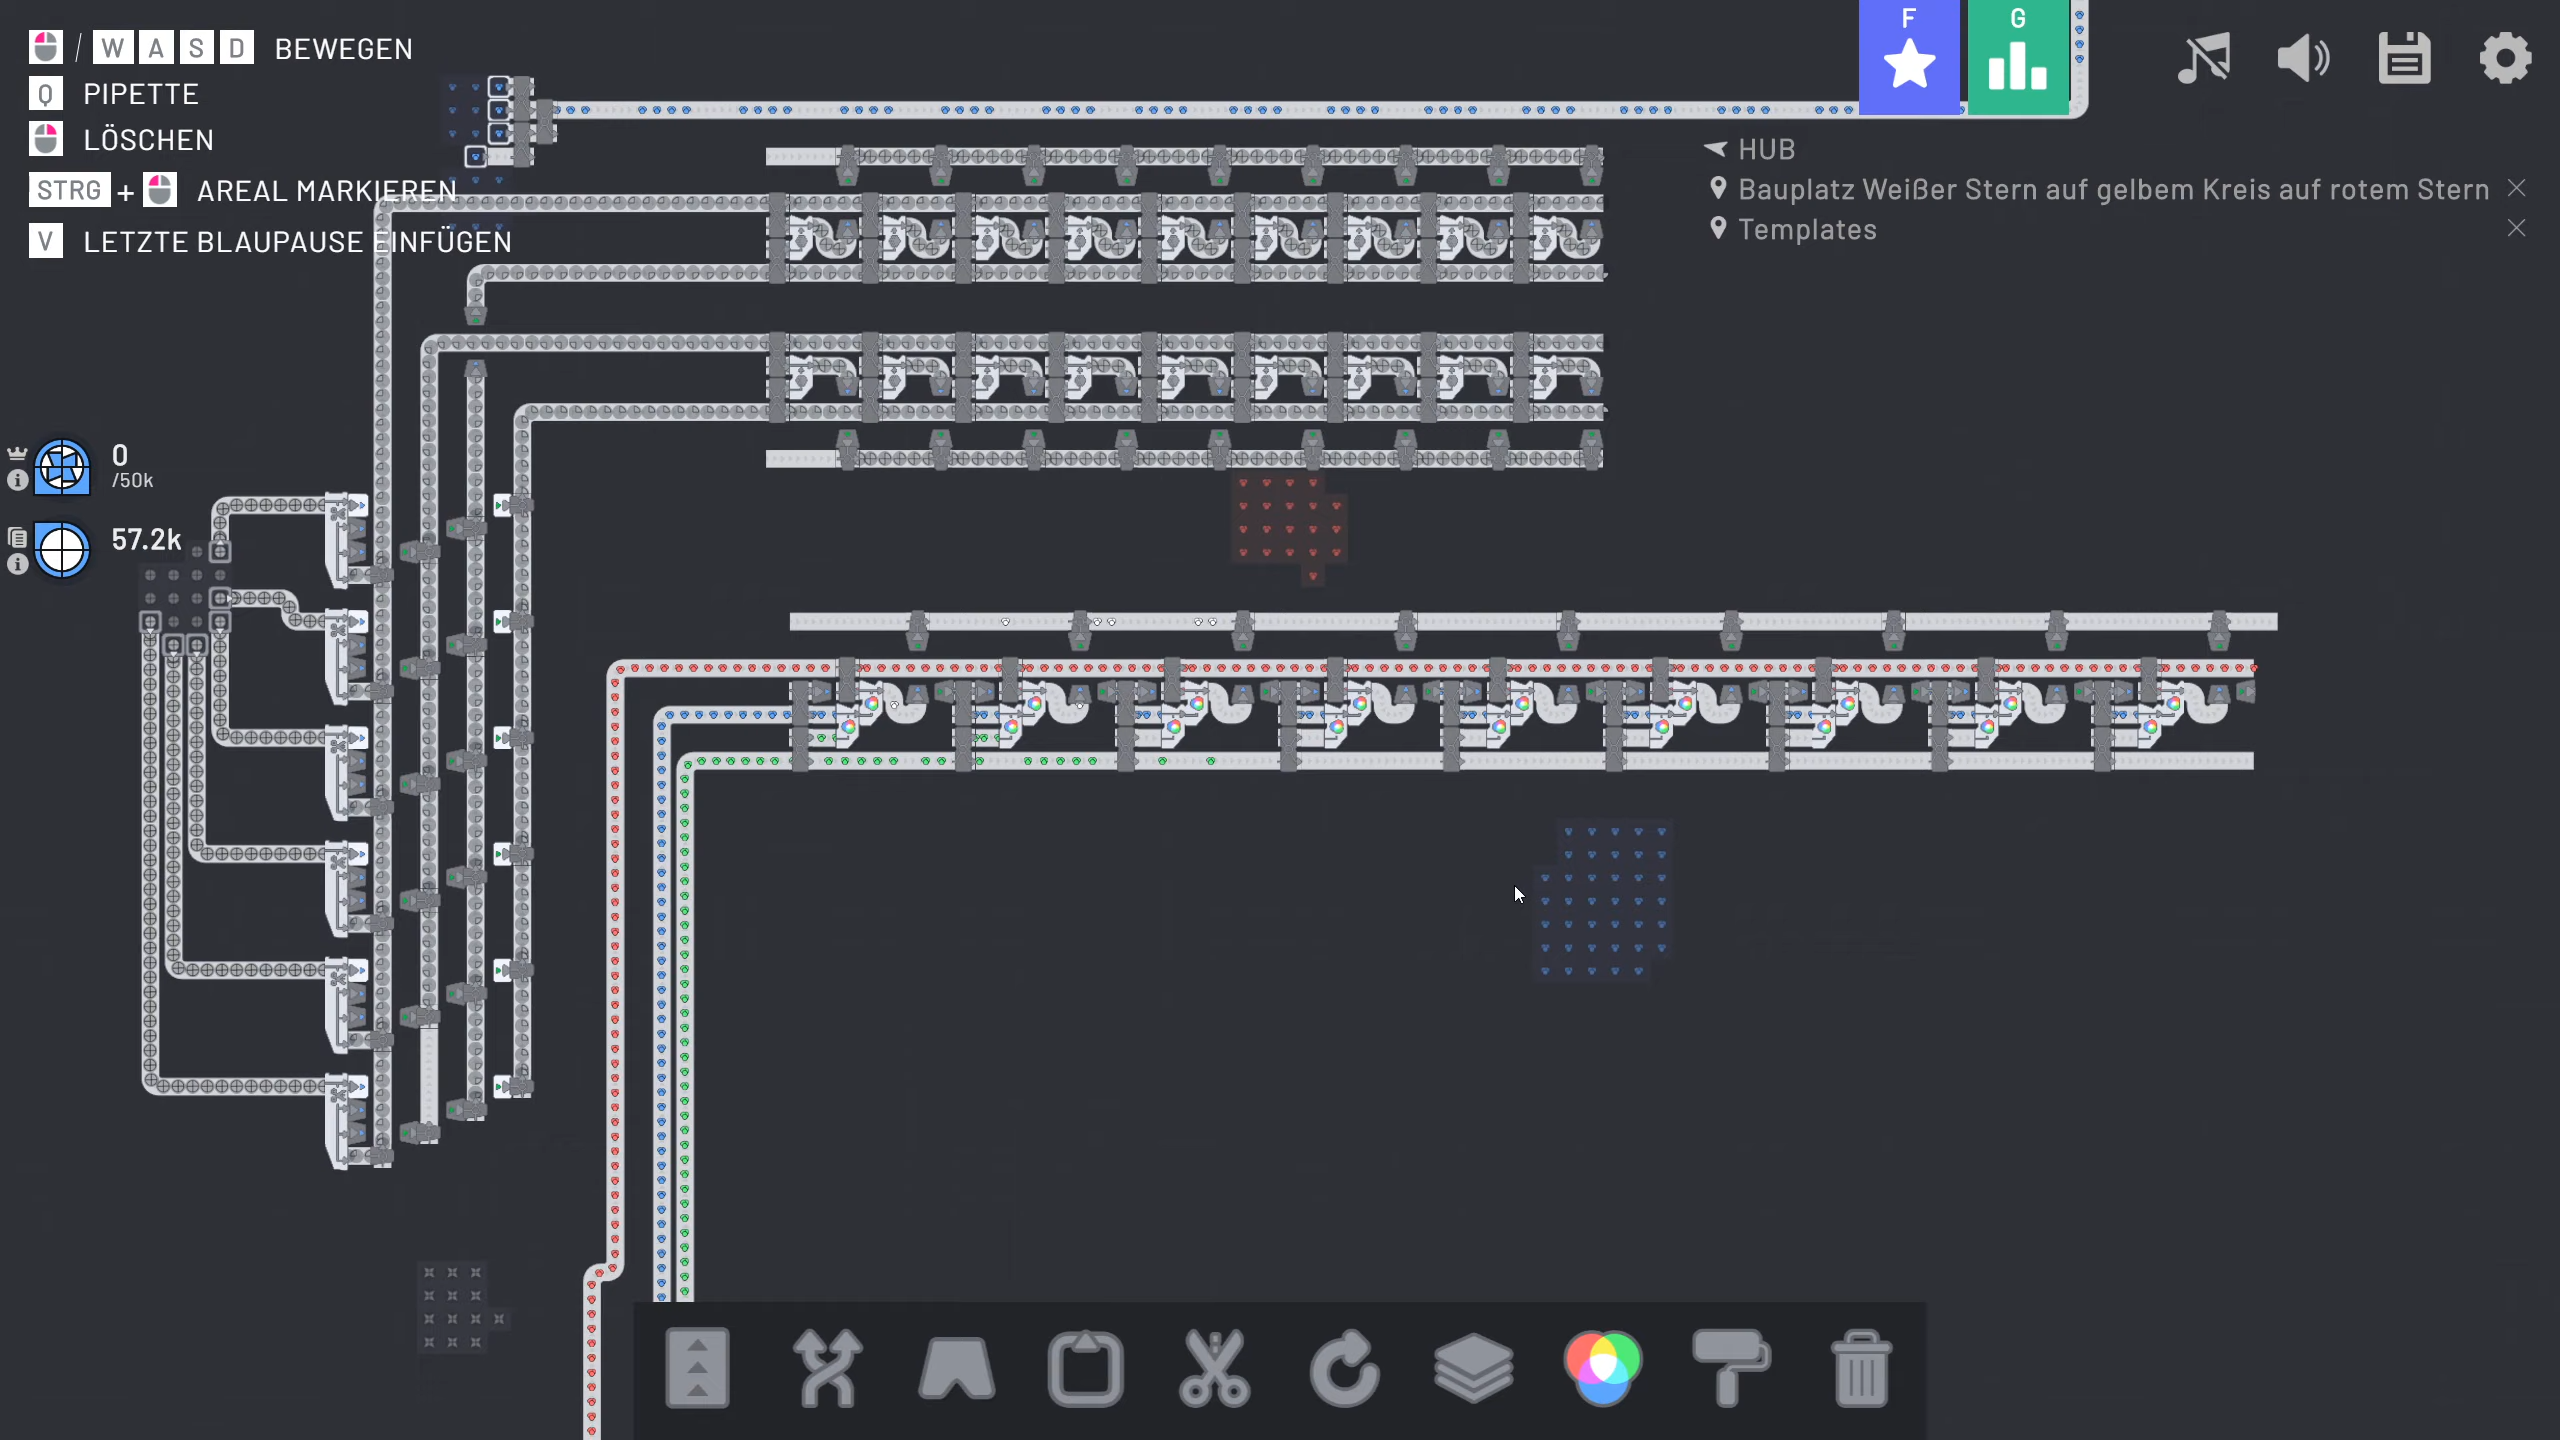 / W A S D BEWEGEN
Q PIPETTE
LÖSCHEN
STRG + AREAL MARKIEREN
V LETZTE BLAUPAUSE EINFÜGEN
F G
HUB
Bauplatz Weißer Stern auf gelbem Kreis auf rotem Stern
Templates
0
/50k
57.2k